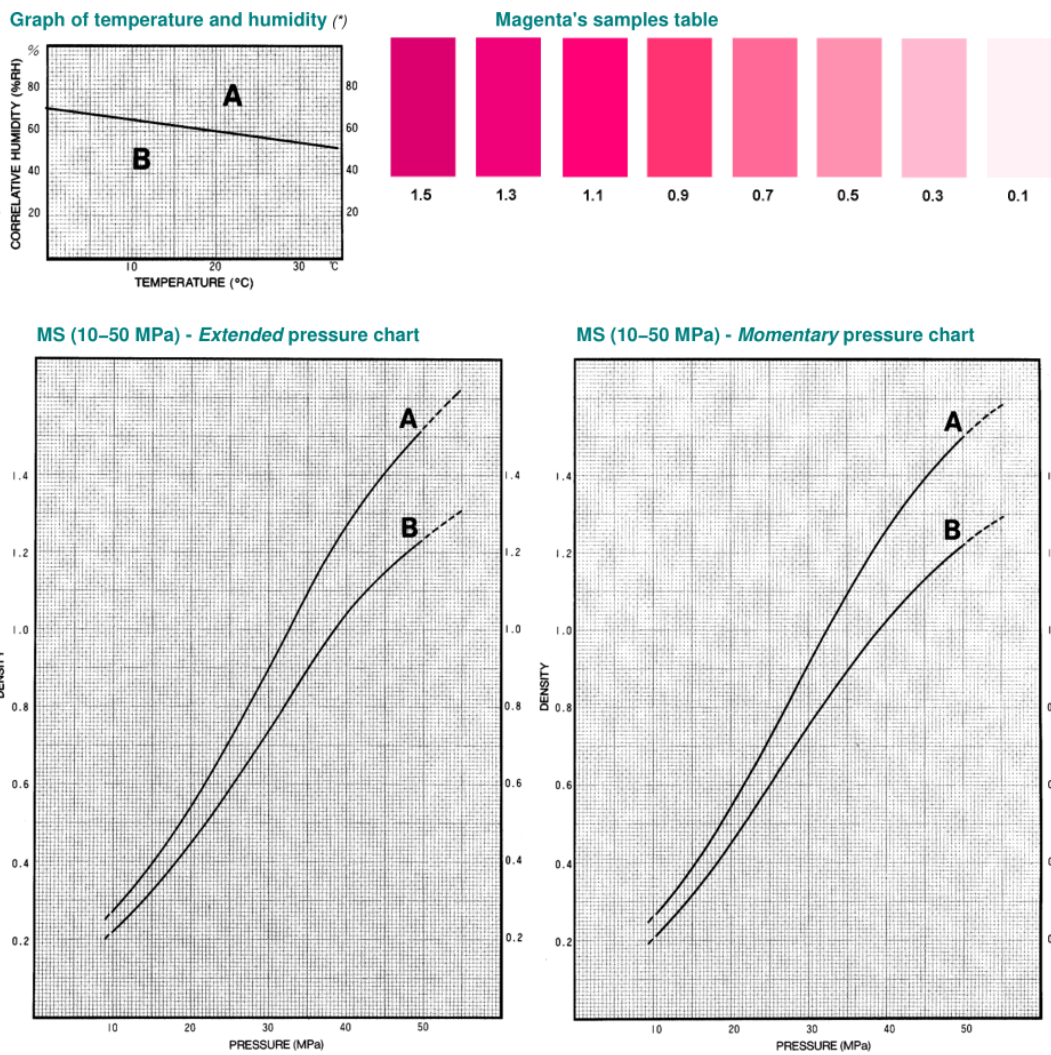 Graph of temperature and humidity (*)
Magenta's samples table
%
CORRELATIVE HUMIDITY (%RH)
80
60
40
20
A
B
80
60
40
20
10 20 30 °C
TEMPERATURE (°C)
1.5 1.3 1.1 0.9 0.7 0.5 0.3 0.1
MS (10–50 MPa) - Extended pressure chart
A
B
1.4
1.2
1.0
0.8
0.6
0.4
0.2
1.4
1.2
1.0
0.8
0.6
0.4
0.2
DENSITY
10 20 30 40 50
PRESSURE (MPa)
MS (10–50 MPa) - Momentary pressure chart
A
B
1.4
1.2
1.0
0.8
0.6
0.4
0.2
DENSITY
10 20 30 40 50
PRESSURE (MPa)